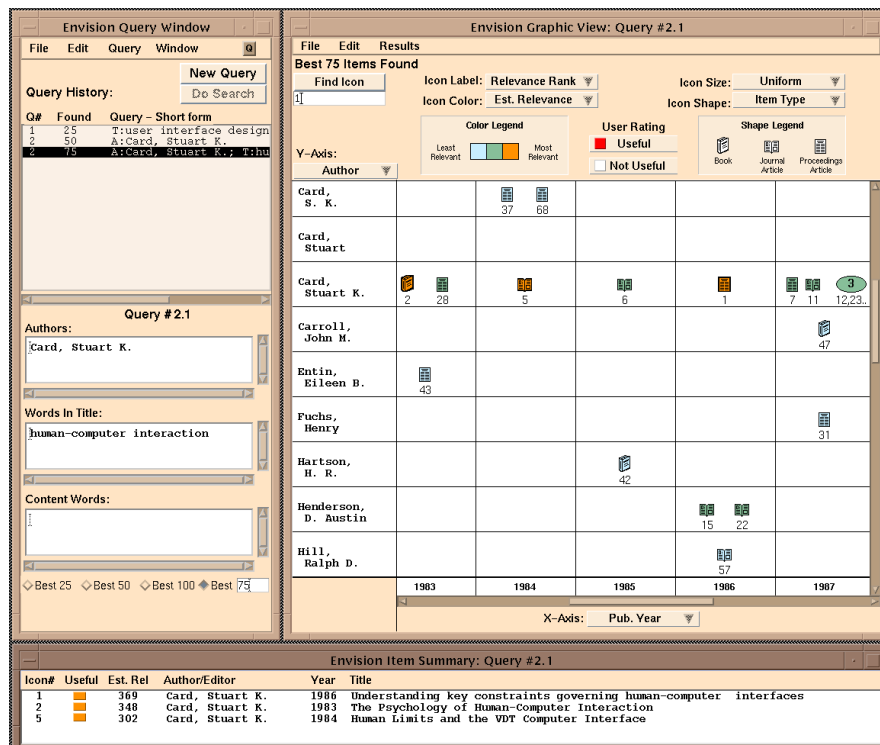 Envision Query Window
File Edit Query Window Q
New Query
Query History: Do Search
Q# Found Query – Short form
1 25 T:user interface design
2 50 A:Card, Stuart K.
2 75 A:Card, Stuart K.; T:hu
Query # 2.1
Authors:
Card, Stuart K.
Words In Title:
human-computer interaction
Content Words:
Best 25 Best 50 Best 100 Best 75
Envision Graphic View: Query #2.1
File Edit Results
Best 75 Items Found
Find Icon Icon Label: Relevance Rank Icon Size: Uniform
1 Icon Color: Est. Relevance Icon Shape: Item Type
Color Legend User Rating Shape Legend
Least Relevant Most Relevant Useful
Not Useful
Book Journal Article Proceedings Article
Y-Axis:
Author
Card, S. K.
37 68
Card, Stuart
Card, Stuart K.
3
2 28 5 6 1 7 11 12,23..
Carroll, John M.
47
Entin, Eileen B.
43
Fuchs, Henry
31
Hartson, H. R.
42
Henderson, D. Austin
15 22
Hill, Ralph D.
57
1983 1984 1985 1986 1987
X-Axis: Pub. Year
Envision Item Summary: Query #2.1
Icon# Useful Est. Rel Author/Editor Year Title
1 369 Card, Stuart K. 1986 Understanding key constraints governing human-computer interfaces
2 348 Card, Stuart K. 1983 The Psychology of Human-Computer Interaction
5 302 Card, Stuart K. 1984 Human Limits and the VDT Computer Interface